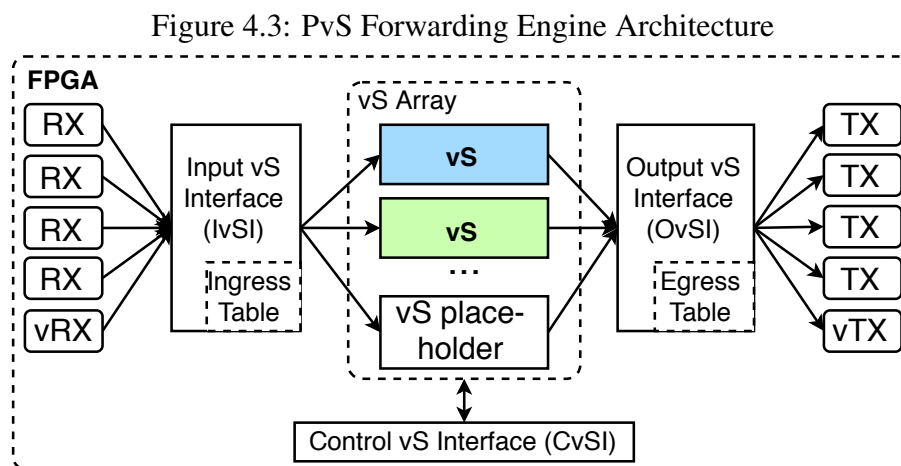 Figure 4.3: PvS Forwarding Engine Architecture
FPGA
RX
RX
RX
RX
vRX
Input vS
Interface
(IvSI)
Ingress
Table
vS Array
vS
vS
...
vS place-
holder
Control vS Interface (CvSI)
Output vS
Interface
(OvSI)
Egress
Table
TX
TX
TX
TX
vTX